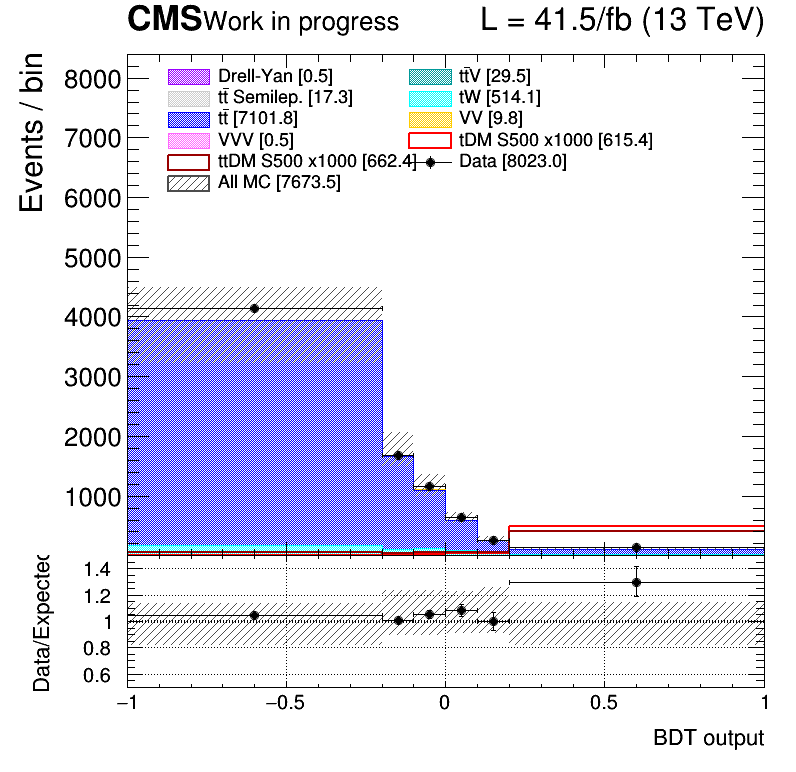 CMS Work in progress L = 41.5/fb (13 TeV)
Events / bin
8000
7000
6000
5000
4000
3000
2000
1000
Drell-Yan [0.5]
tt̄V [29.5]
tt̄ Semilep. [17.3]
tW [514.1]
tt̄ [7101.8]
VV [9.8]
VVV [0.5]
tDM S500 x1000 [615.4]
ttDM S500 x1000 [662.4]
Data [8023.0]
All MC [7673.5]
Data/Expected
1.4
1.2
1
0.8
0.6
−1 −0.5 0 0.5 1
BDT output